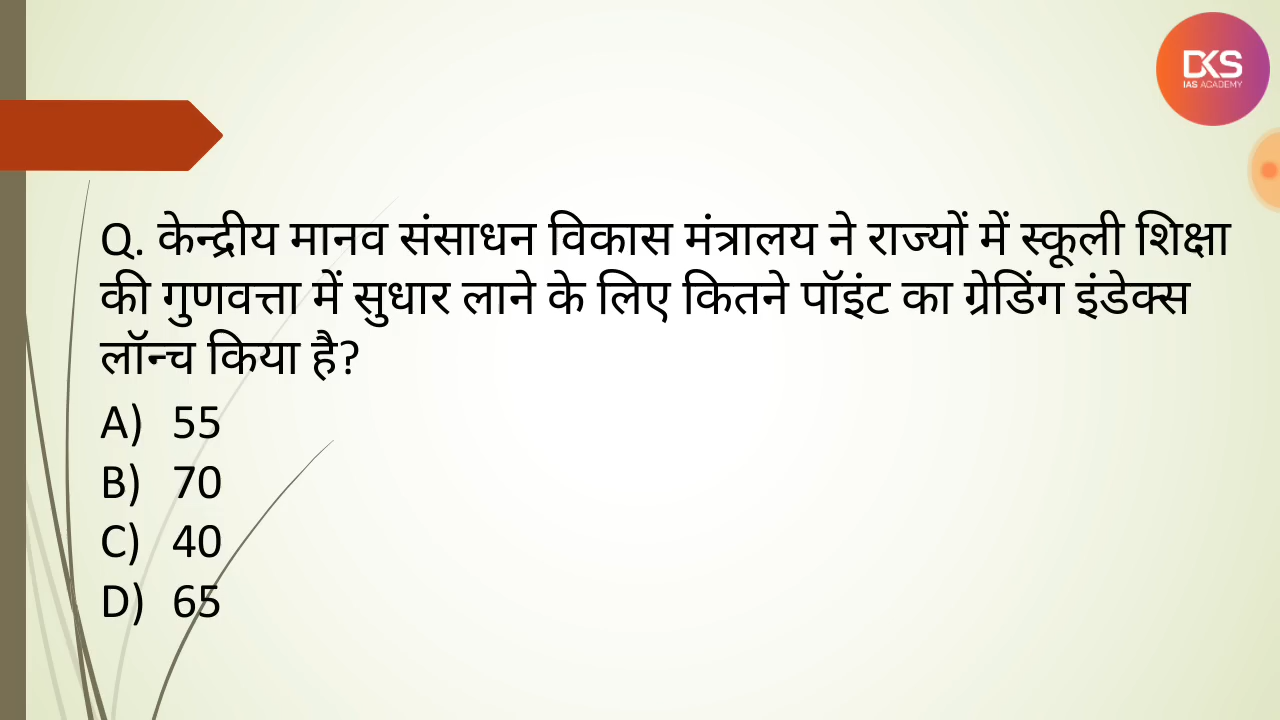 DKS
IAS ACADEMY
Q. केन्द्रीय मानव संसाधन विकास मंत्रालय ने राज्यों में स्कूली शिक्षा
की गुणवत्ता में सुधार लाने के लिए कितने पॉइंट का ग्रेडिंग इंडेक्स
लॉन्च किया है?
A) 55
B) 70
C) 40
D) 65